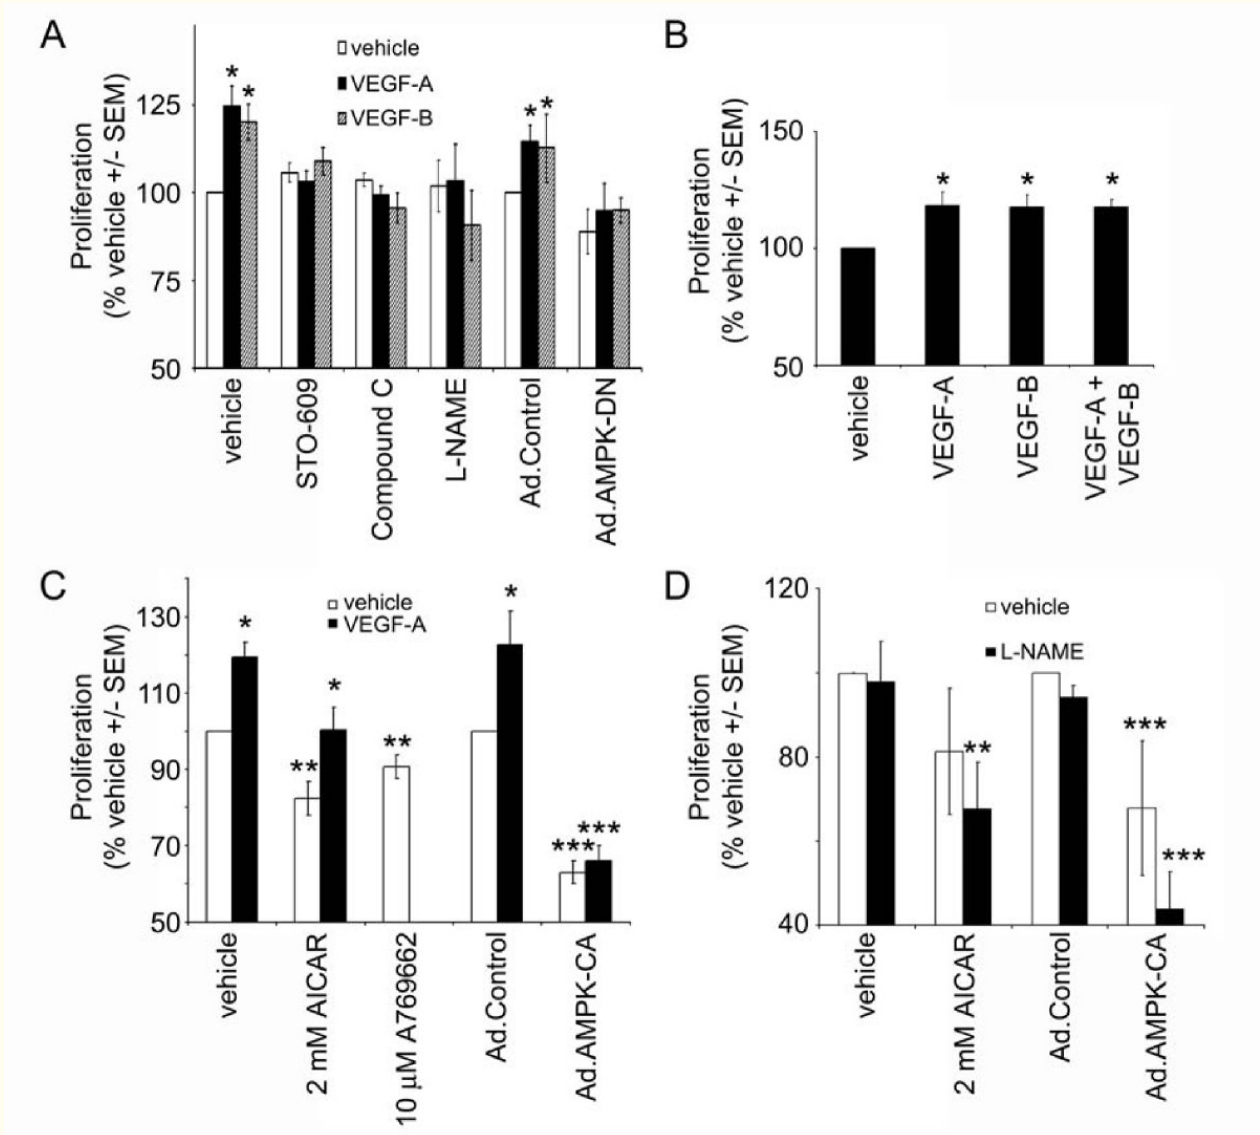 A
Proliferation
(% vehicle +/- SEM)
125
100
75
50
vehicle
VEGF-A
VEGF-B
*
*
*
*
vehicle
STO-609
Compound C
L-NAME
Ad.Control
Ad.AMPK-DN
B
Proliferation
(% vehicle +/- SEM)
150
100
50
*
*
*
vehicle
VEGF-A
VEGF-B
VEGF-A +
VEGF-B
C
Proliferation
(% vehicle +/- SEM)
130
110
90
70
50
vehicle
VEGF-A
*
**
*
**
*
***
***
vehicle
2 mM AICAR
10 µM A769662
Ad.Control
Ad.AMPK-CA
D
Proliferation
(% vehicle +/- SEM)
120
80
40
vehicle
L-NAME
**
***
***
vehicle
2 mM AICAR
Ad.Control
Ad.AMPK-CA